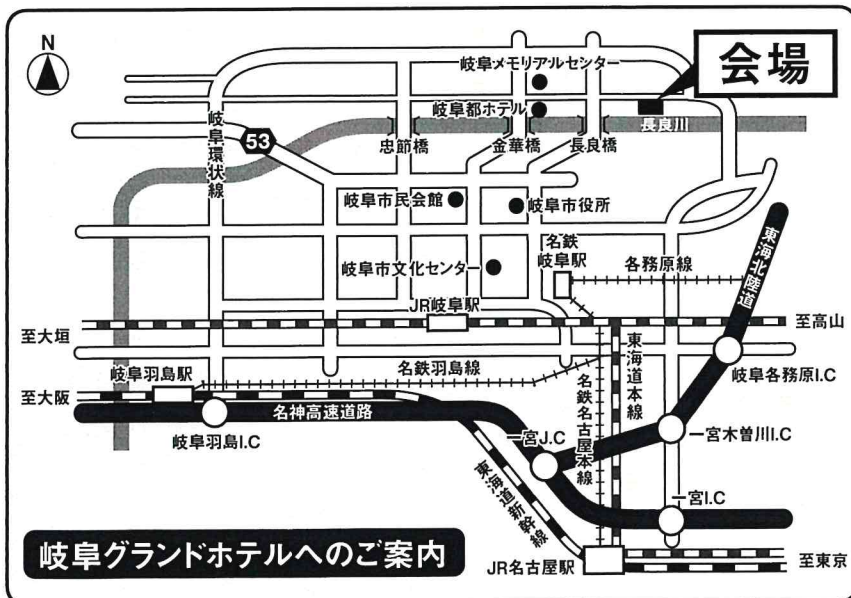 N
会場
岐阜メモリアルセンター
岐阜都ホテル
長良川
岐阜環状線
53
忠節橋
金華橋
長良橋
岐阜市民会館
岐阜市役所
名鉄
岐阜駅
岐阜市文化センター
各務原線
東海北陸道
JR岐阜駅
至大垣
至高山
岐阜羽島駅
名鉄羽島線
東海道本線
岐阜各務原I.C
至大阪
名神高速道路
名鉄名古屋本線
岐阜羽島I.C
一宮J.C
一宮木曽川I.C
東海道新幹線
一宮I.C
岐阜グランドホテルへのご案内
JR名古屋駅
至東京